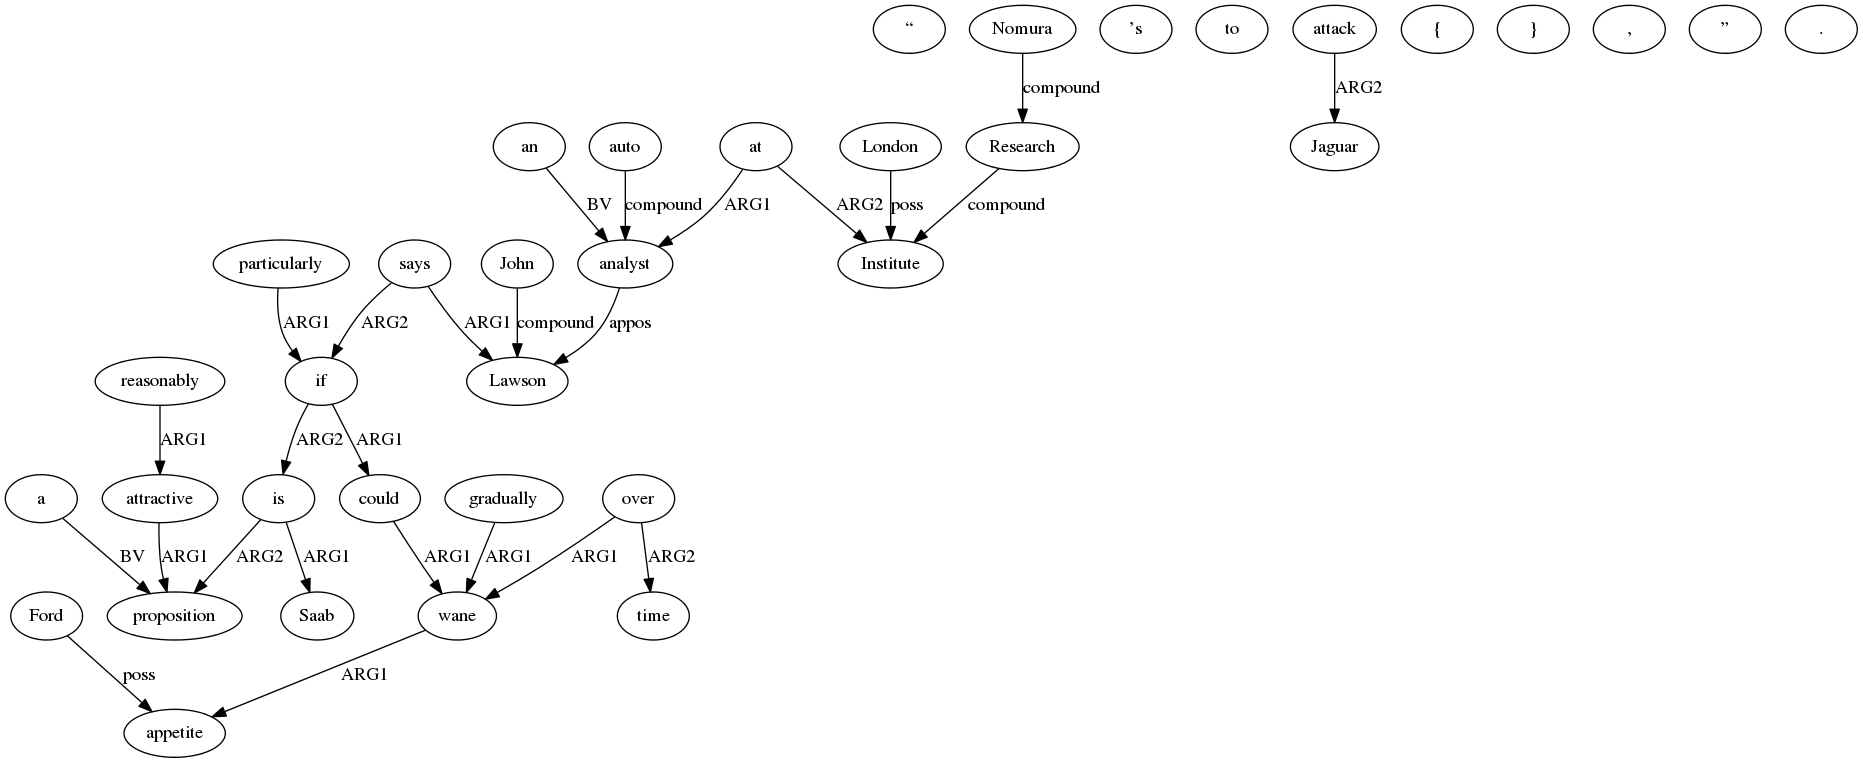 “ Nomura ’s to attack { } , ” .
compound ARG2
an auto at London Research Jaguar
BV compound ARG1 ARG2 poss compound
particularly says John analyst Institute
ARG1 ARG2 ARG1 compound appos
reasonably if Lawson
ARG1 ARG2 ARG1
a attractive is could gradually over
BV ARG1 ARG2 ARG1 ARG1 ARG1 ARG1 ARG2
Ford proposition Saab wane time
poss ARG1
appetite